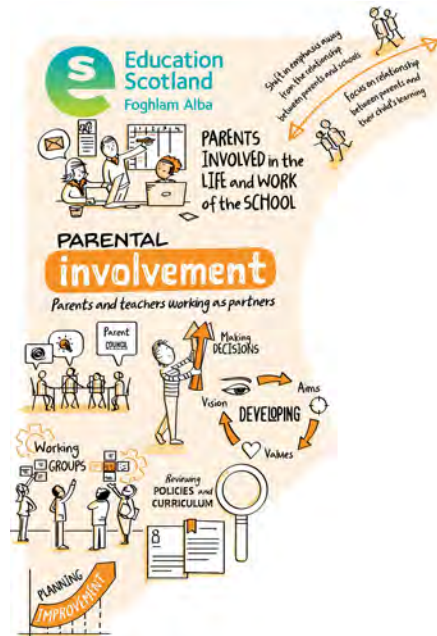 Education
Scotland
Foghlam Alba
Shift in emphasis away
from the relationship
between parents and schools
Focus on relationship
between parents and
their child's learning
PARENTS
INVOLVED in the
LIFE and WORK
of the SCHOOL
PARENTAL
involvement
Parents and teachers working as partners
Parent
COUNCIL
Making
DECISIONS
Vision
Aims
DEVELOPING
Values
Working
GROUPS
Reviewing
POLICIES and
CURRICULUM
PLANNING
IMPROVEMENT